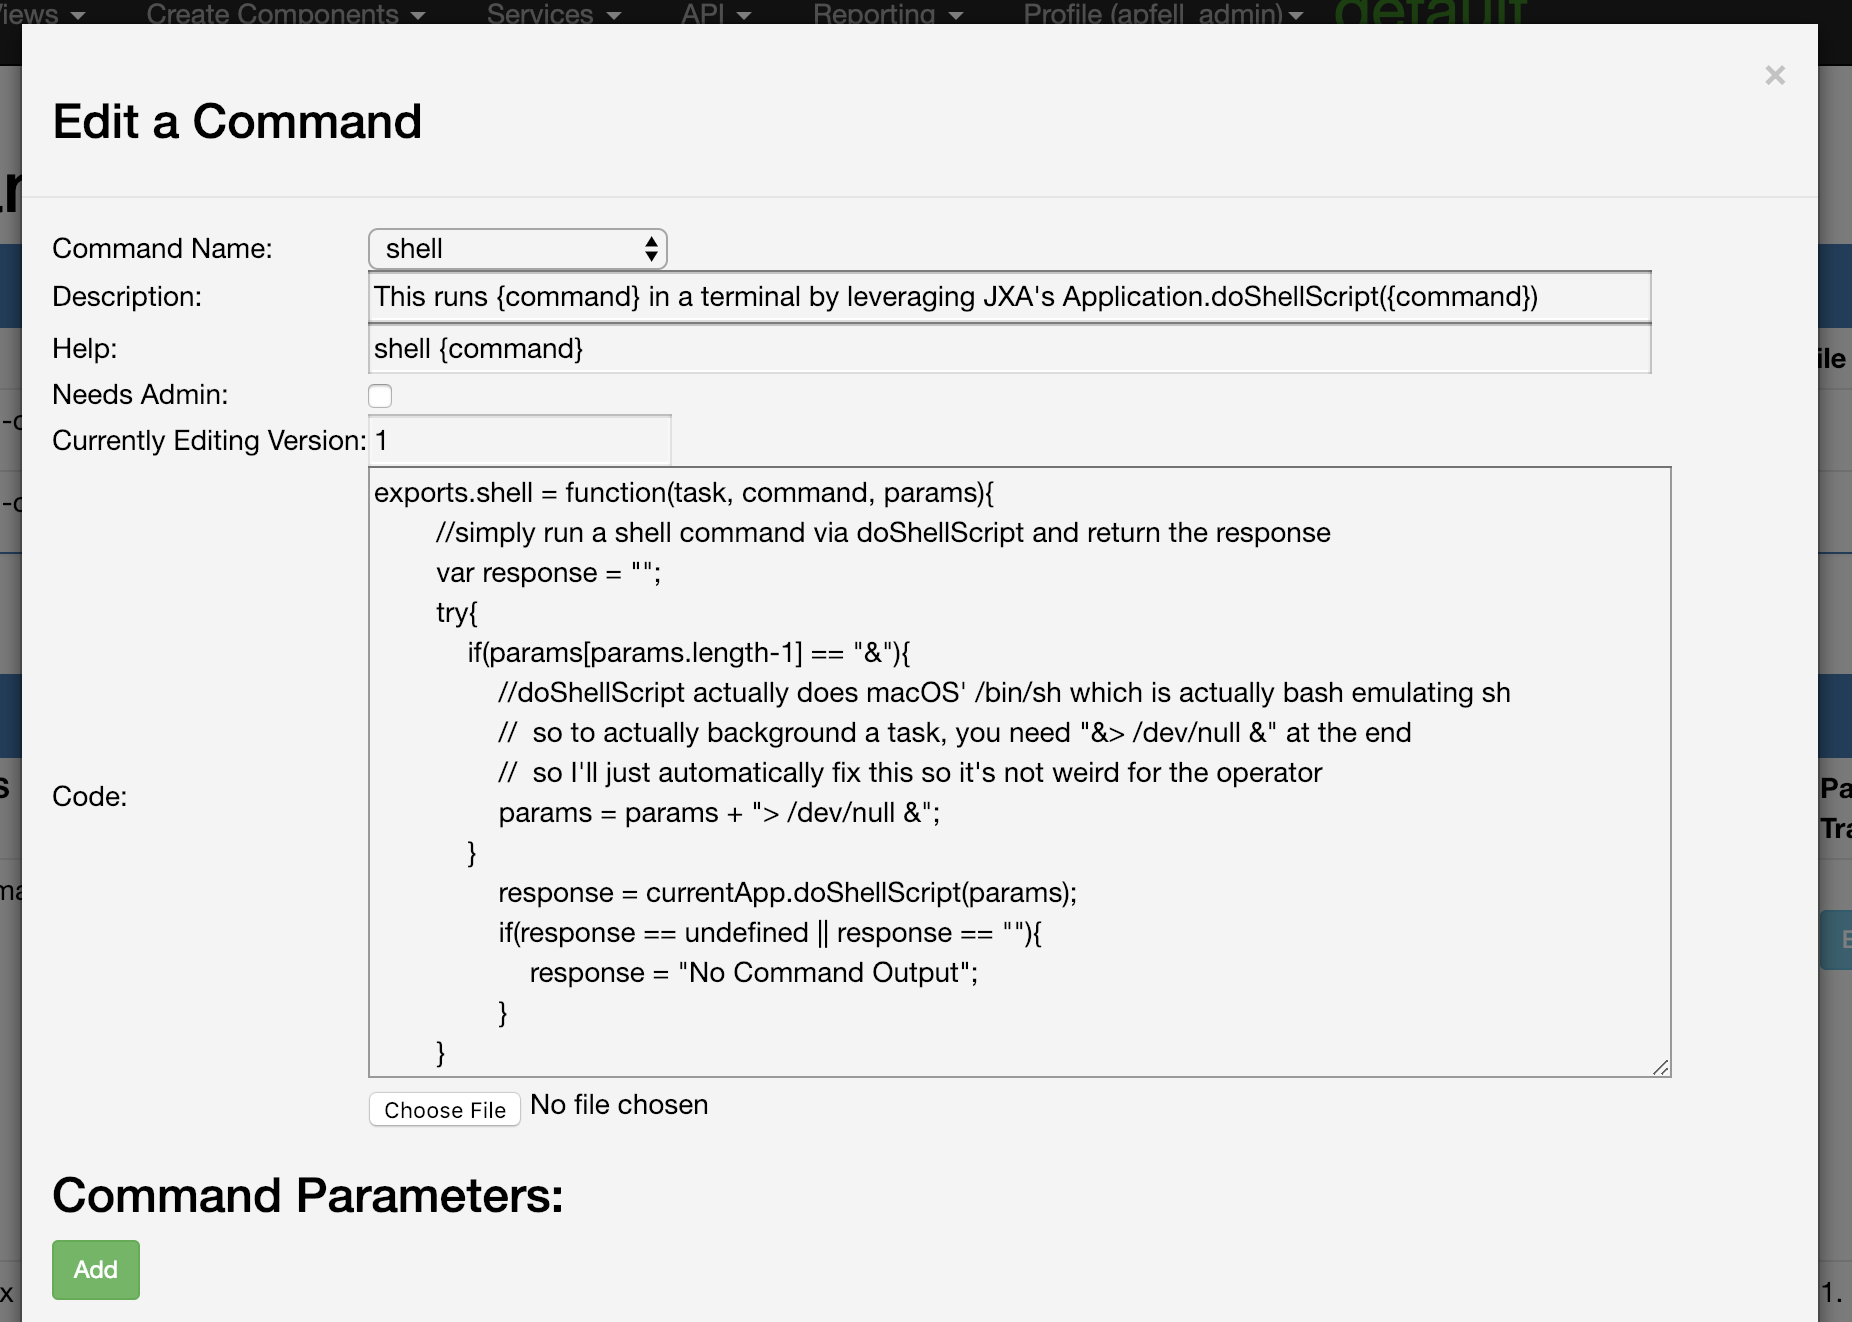 Create Components
Services
API
Reporting
Profile (apfell_admin)
default
×
Edit a Command
Command Name:
shell
Description:
This runs {command} in a terminal by leveraging JXA's Application.doShellScript({command})
Help:
shell {command}
Needs Admin:
Currently Editing Version:
1
Code:
exports.shell = function(task, command, params){
//simply run a shell command via doShellScript and return the response
var response = "";
try{
if(params[params.length-1] == "&"){
//doShellScript actually does macOS' /bin/sh which is actually bash emulating sh
//  so to actually background a task, you need "&> /dev/null &" at the end
//  so I'll just automatically fix this so it's not weird for the operator
params = params + "> /dev/null &";
}
response = currentApp.doShellScript(params);
if(response == undefined || response == ""){
response = "No Command Output";
}
}
Choose File No file chosen
Command Parameters:
Add
1.